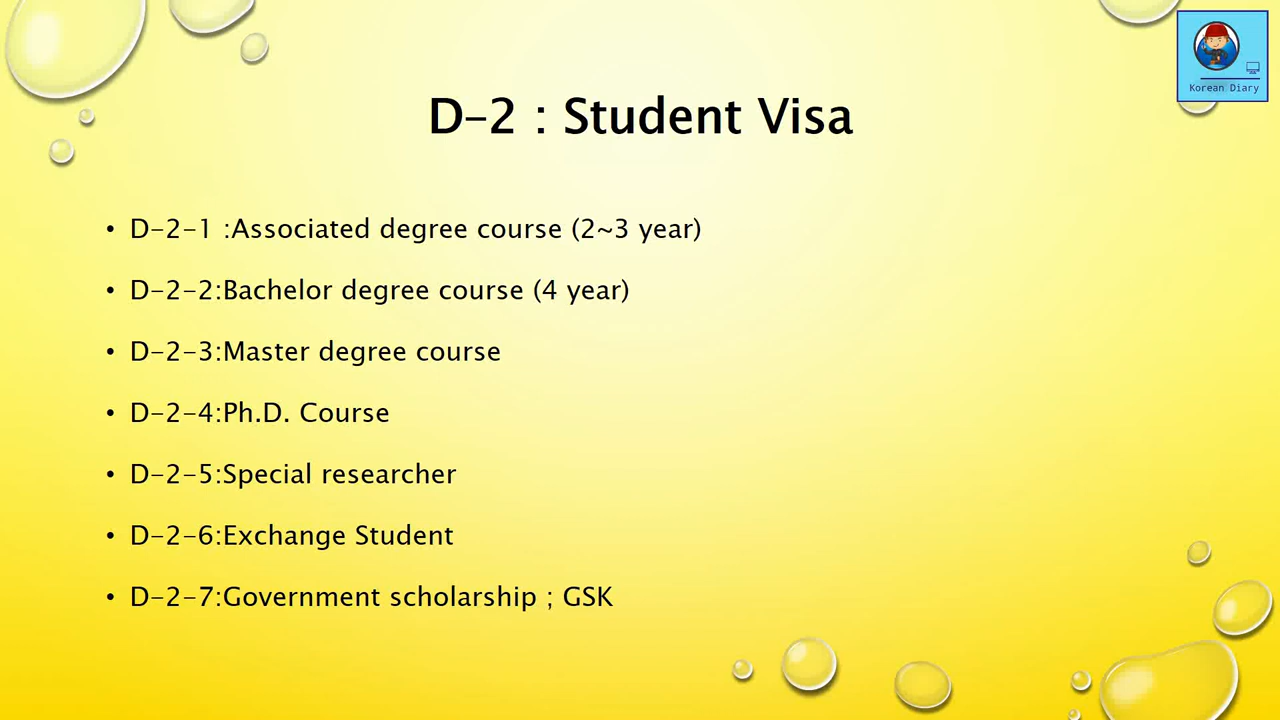 Korean Diary
D-2 : Student Visa
• D-2-1 :Associated degree course (2~3 year)
• D-2-2:Bachelor degree course (4 year)
• D-2-3:Master degree course
• D-2-4:Ph.D. Course
• D-2-5:Special researcher
• D-2-6:Exchange Student
• D-2-7:Government scholarship ; GSK